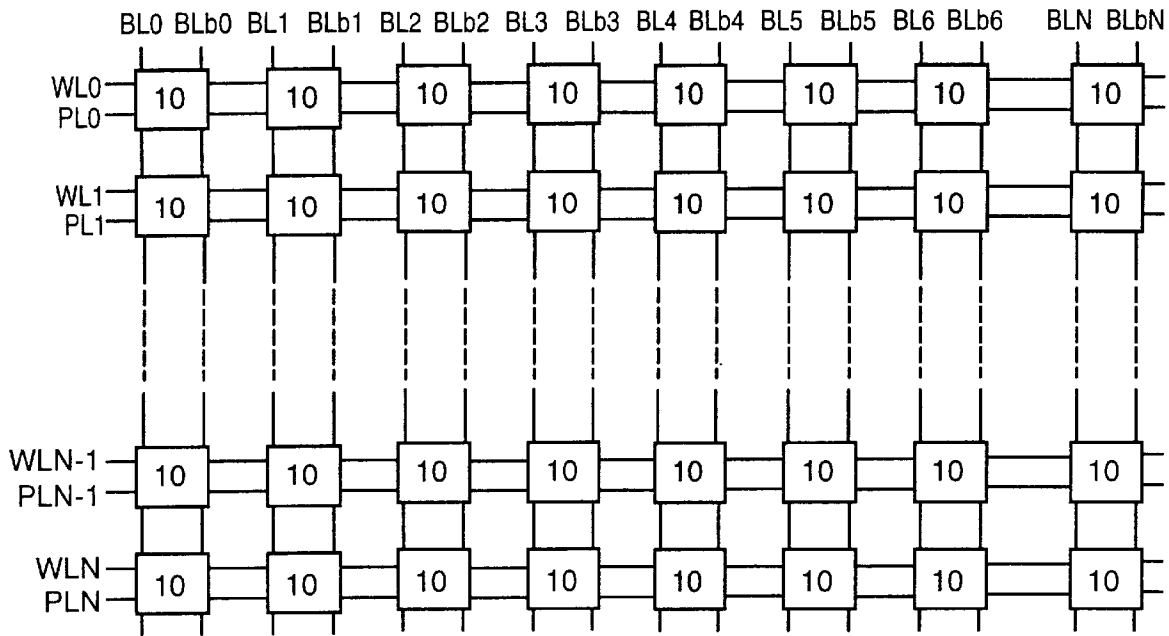 BL0 BLb0 BL1 BLb1 BL2 BLb2 BL3 BLb3 BL4 BLb4 BL5 BLb5 BL6 BLb6 BLN BLbN
WL0 10 10 10 10 10 10 10 10
PL0
WL1 10 10 10 10 10 10 10 10
PL1
WLN-1 10 10 10 10 10 10 10 10
PLN-1
WLN 10 10 10 10 10 10 10 10
PLN